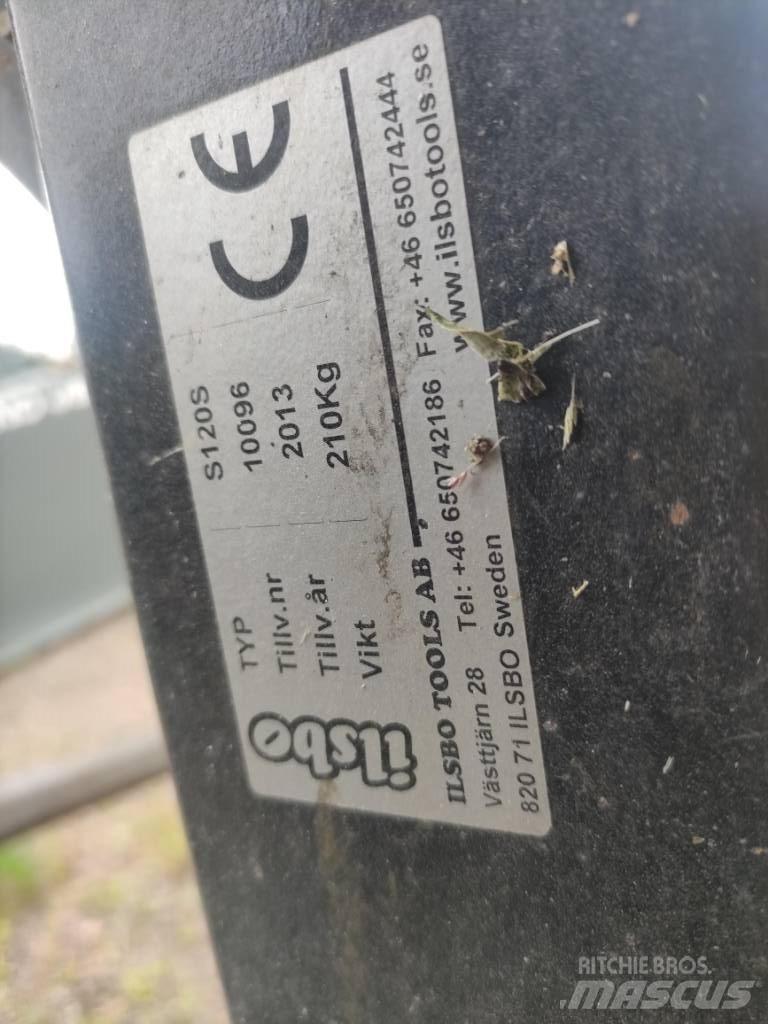 ilsbo
CE
TYP S120S
Tillv.nr 10096
Tillv.år 2013
Vikt 210Kg
ILSBO TOOLS AB
Västtjärn 28 Tel: +46 650742186 Fax: +46 650742444
820 71 ILSBO Sweden www.ilsbotools.se
RITCHIE BROS.
MASCUS